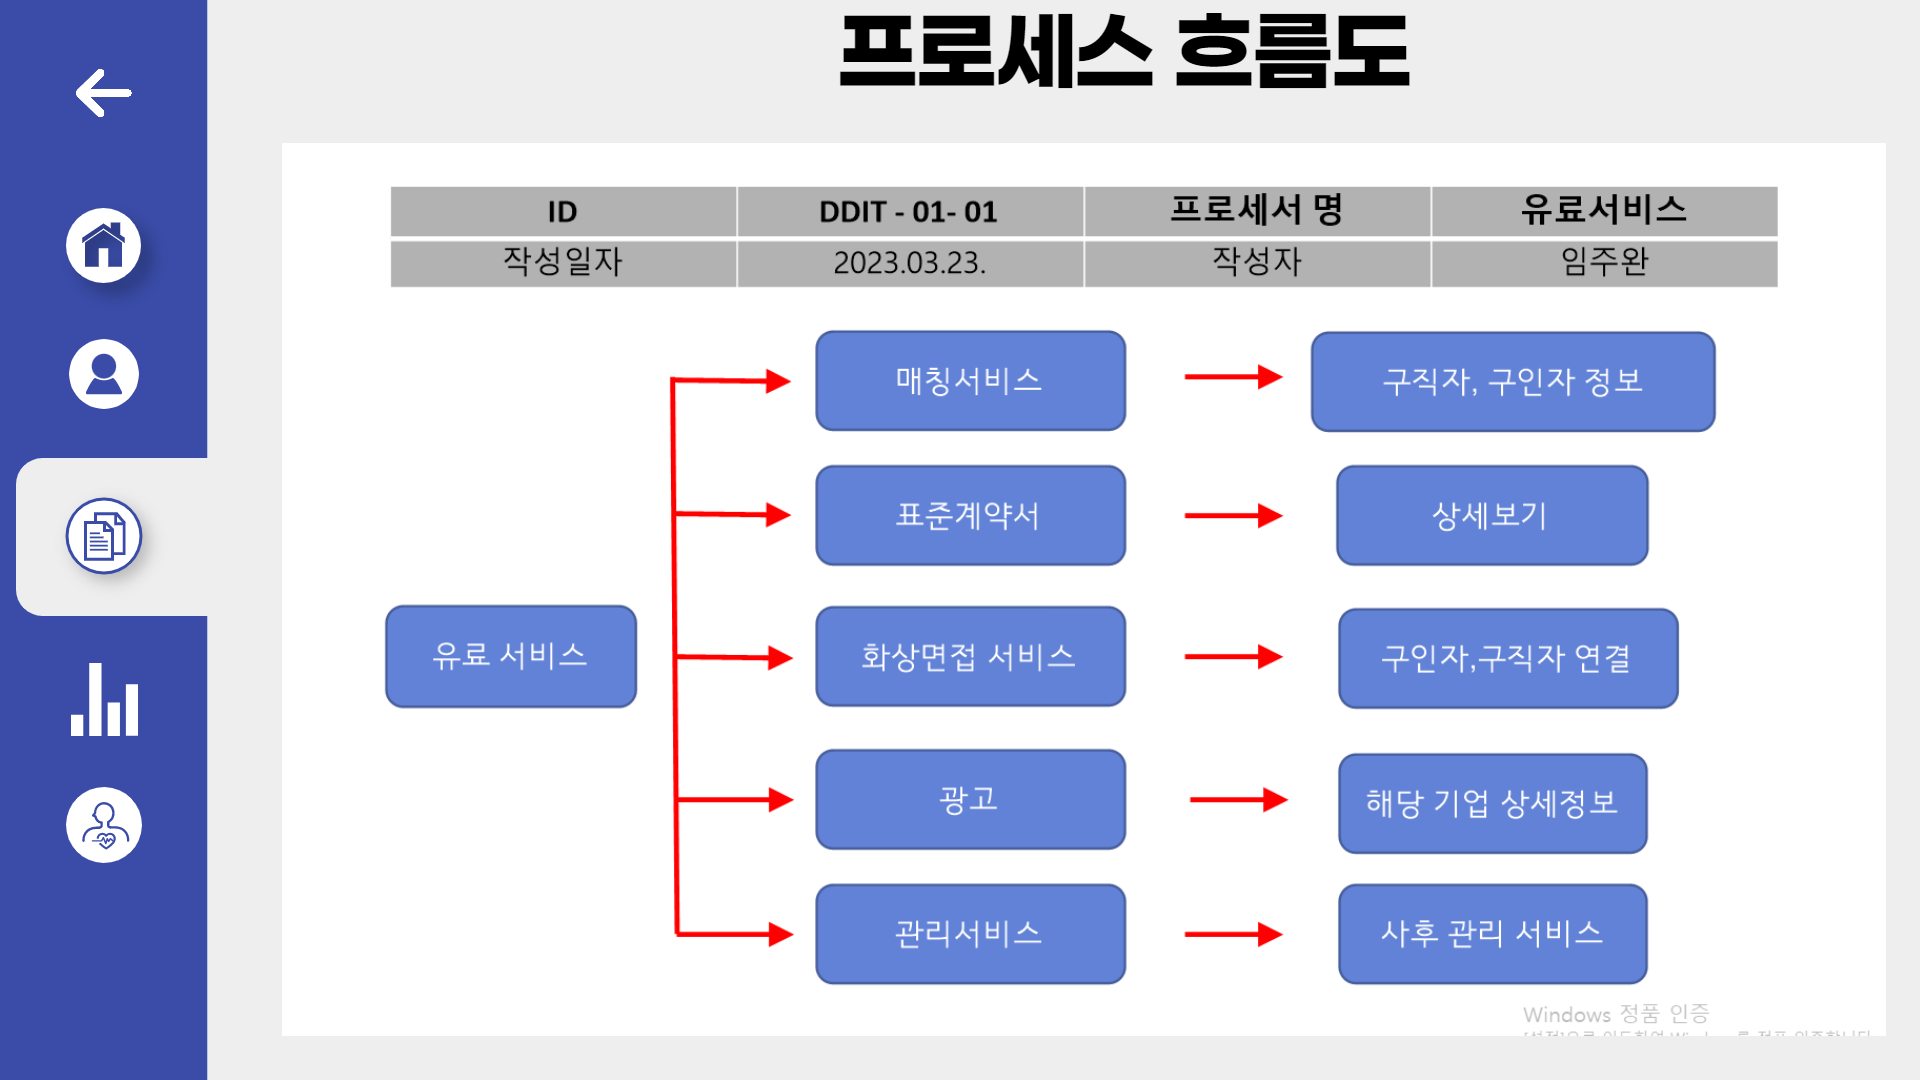 프로세스 흐름도
ID DDIT - 01- 01 프로세서 명 유료서비스
작성일자 2023.03.23. 작성자 임주완
매칭서비스 구직자, 구인자 정보
표준계약서 상세보기
유료 서비스 화상면접 서비스 구인자,구직자 연결
광고 해당 기업 상세정보
관리서비스 사후 관리 서비스
Windows 정품 인증